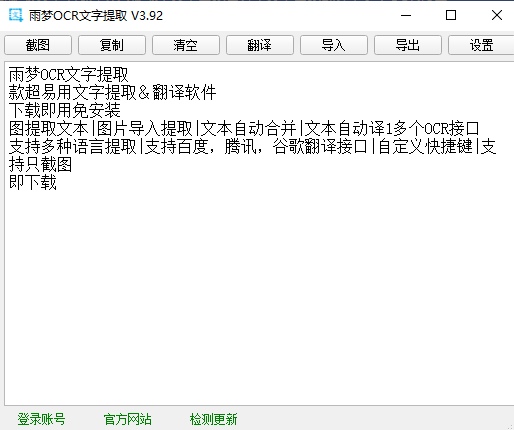 雨梦OCR文字提取 V3.92
截图 复制 清空 翻译 导入 导出 设置
雨梦OCR文字提取
款超易用文字提取＆翻译软件
下载即用免安装
图提取文本|图片导入提取|文本自动合并|文本自动译1多个OCR接口
支持多种语言提取|支持百度，腾讯，谷歌翻译接口|自定义快捷键|支
持只截图
即下载
登录账号 官方网站 检测更新